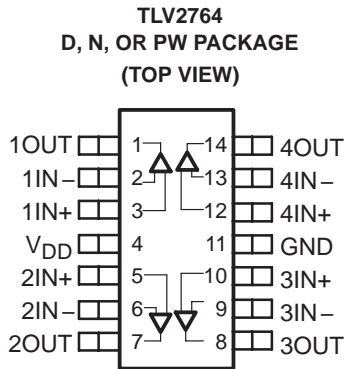 TLV2764
D, N, OR PW PACKAGE
(TOP VIEW)
1OUT 1 14 4OUT
1IN− 2 13 4IN−
1IN+ 3 12 4IN+
VDD 4 11 GND
2IN+ 5 10 3IN+
2IN− 6 9 3IN−
2OUT 7 8 3OUT